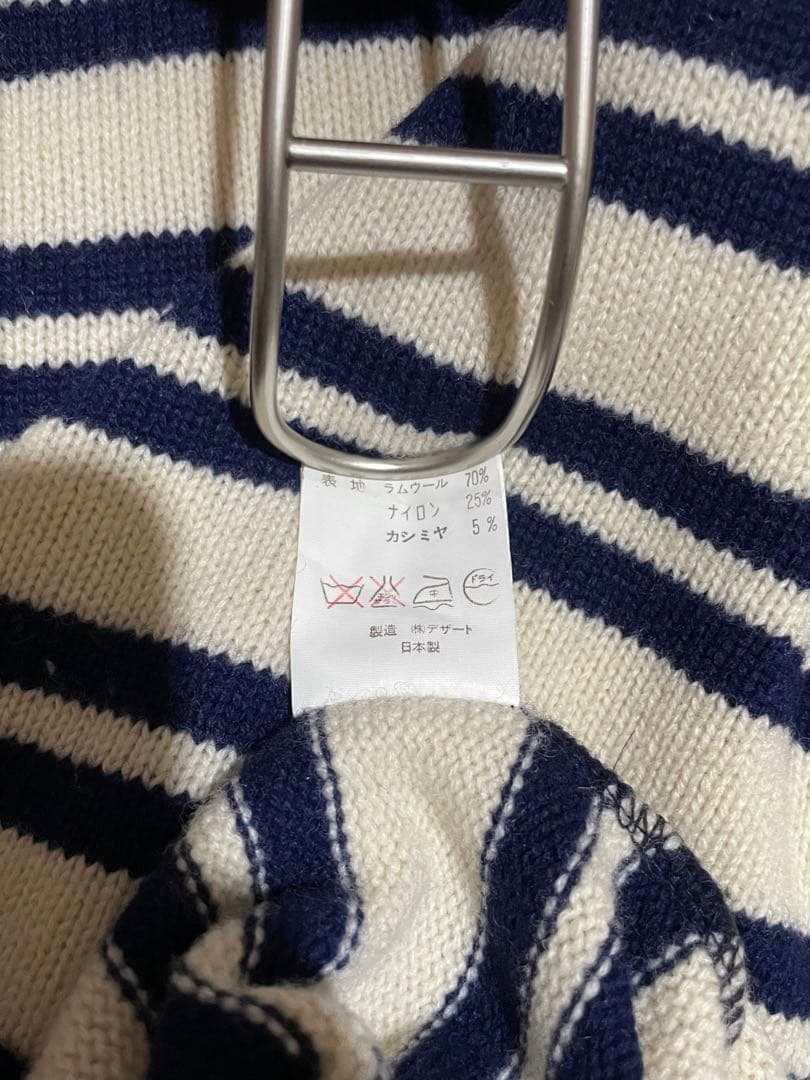 表 地 ラムウール 70%
ナイロン 25%
カシミヤ 5%
ドライ
製造 (株)デザート
日本製